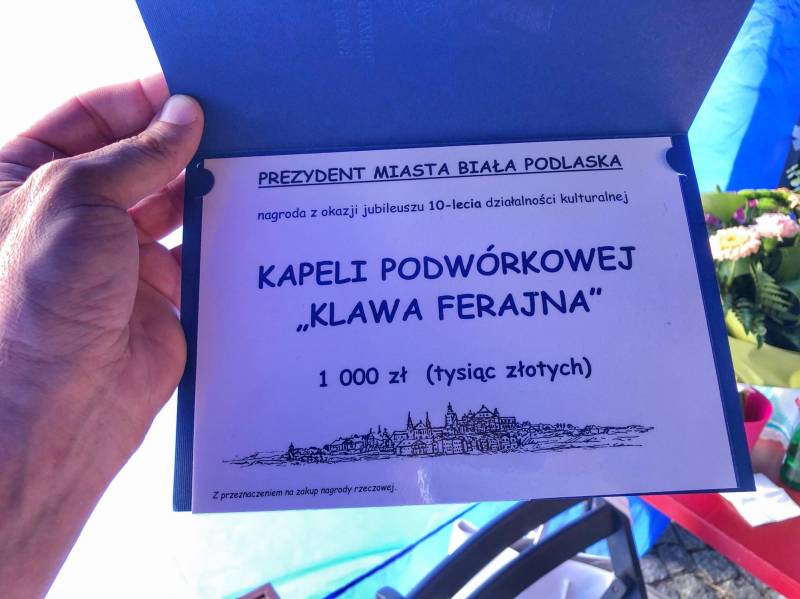 PREZYDENT MIASTA BIAŁA PODLASKA
nagroda z okazji jubileuszu 10-lecia działalności kulturalnej
KAPELI PODWÓRKOWEJ
„KLAWA FERAJNA”
1 000 zł (tysiąc złotych)
Z przeznaczeniem na zakup nagrody rzeczowej.